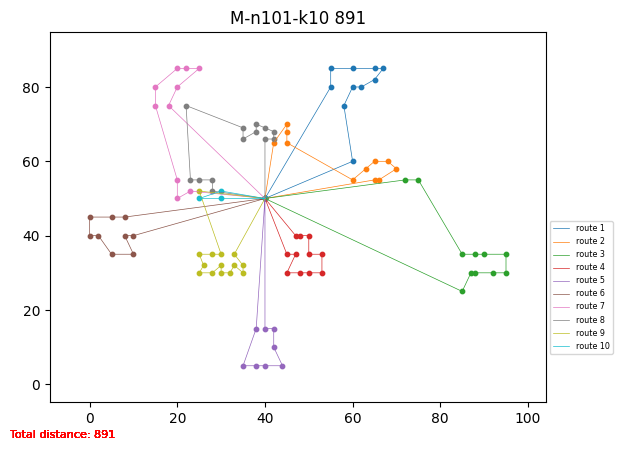 M-n101-k10 891
80
60
40
20
0
0
20
40
60
80
100
route 1
route 2
route 3
route 4
route 5
route 6
route 7
route 8
route 9
route 10
Total distance: 891